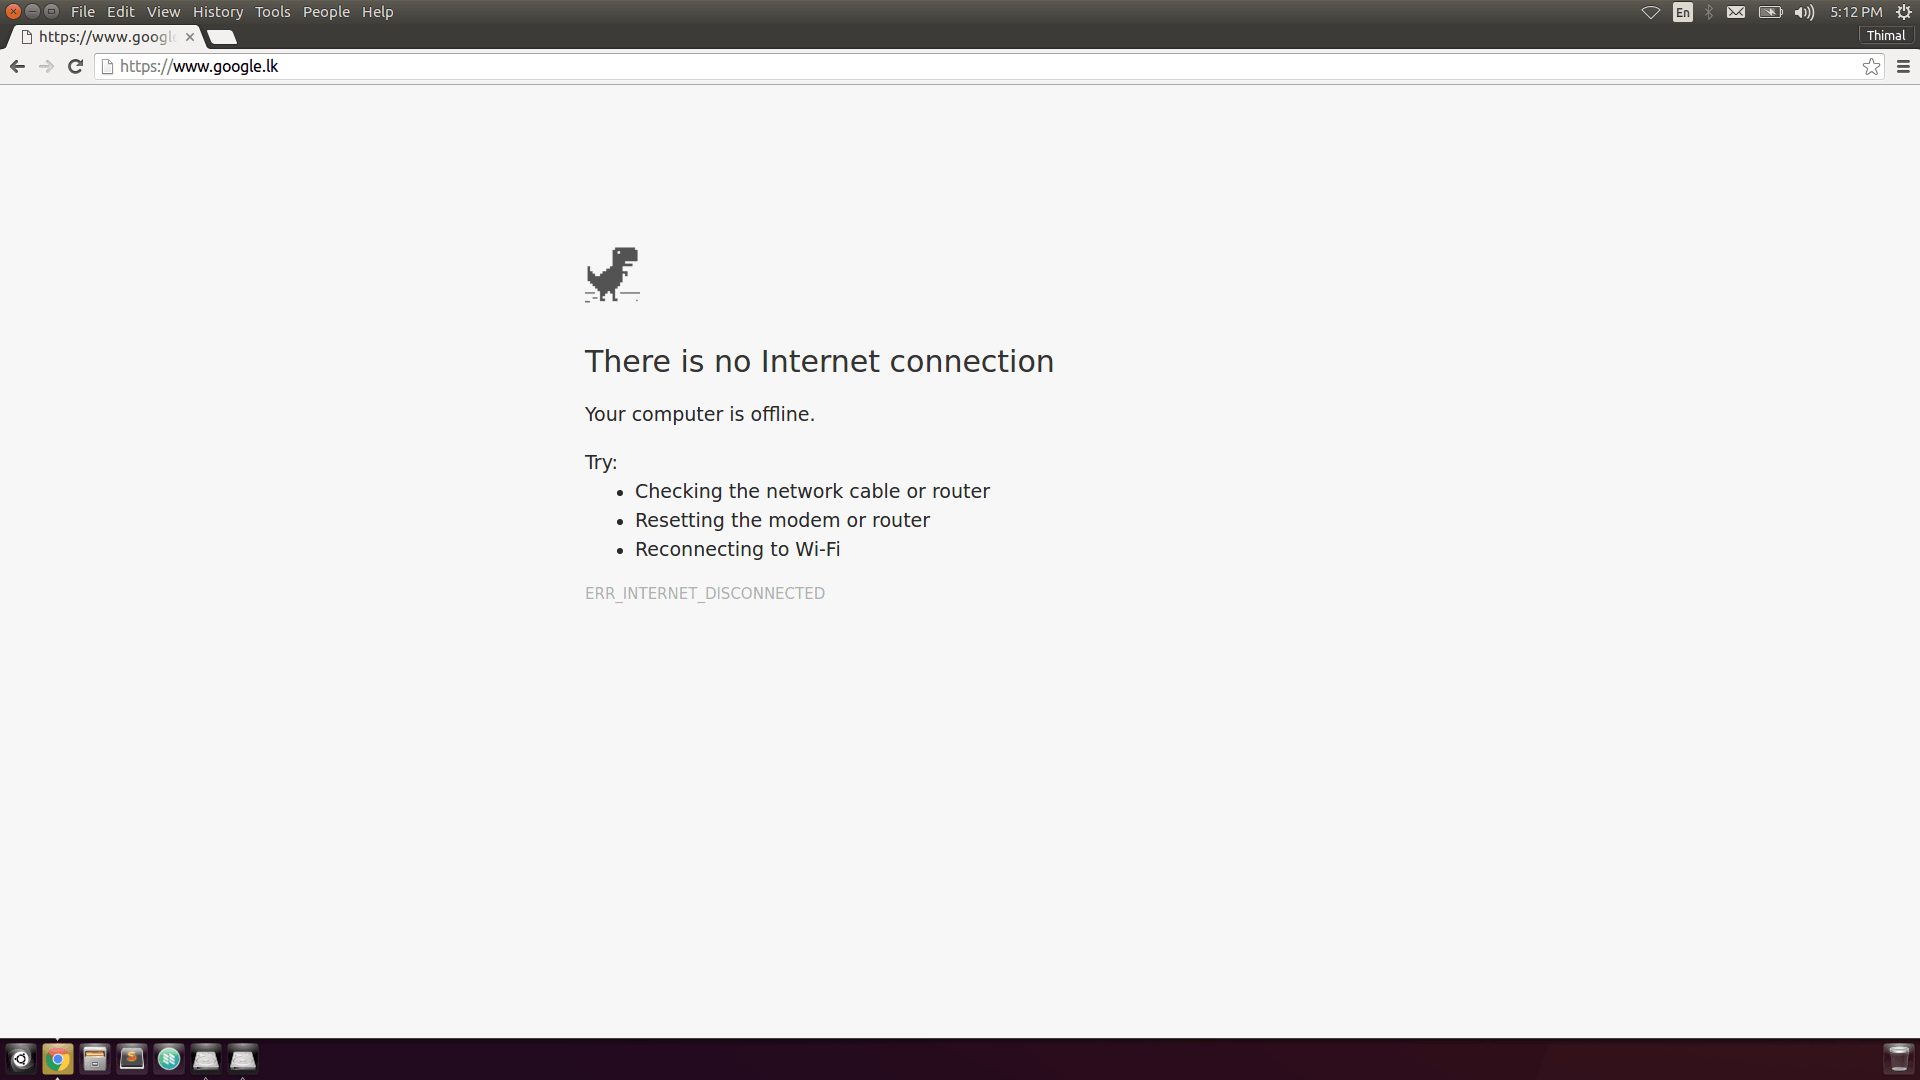 File Edit View History Tools People Help
En
5:12 PM
https://www.googl
Thimal
https://www.google.lk
There is no Internet connection
Your computer is offline.
Try:
• Checking the network cable or router
• Resetting the modem or router
• Reconnecting to Wi-Fi
ERR_INTERNET_DISCONNECTED